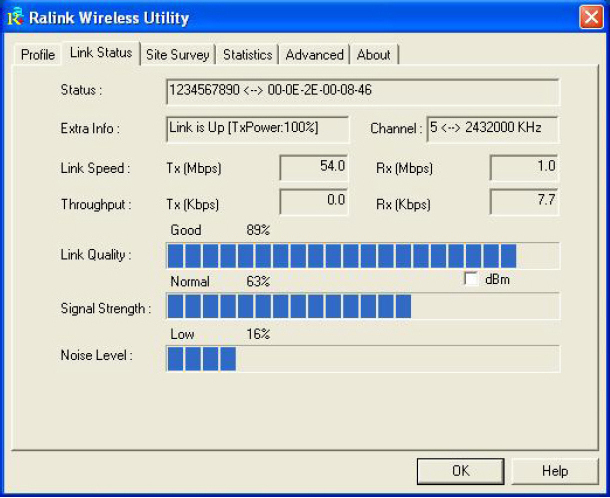 Ralink Wireless Utility
Profile Link Status Site Survey Statistics Advanced About
Status : 1234567890 <--> 00-0E-2E-00-08-46
Extra Info : Link is Up [TxPower:100%] Channel : 5 <--> 2432000 KHz
Link Speed : Tx (Mbps) 54.0 Rx (Mbps) 1.0
Throughput : Tx (Kbps) 0.0 Rx (Kbps) 7.7
Good 89%
Link Quality :
Normal 63% dBm
Signal Strength :
Low 16%
Noise Level :
OK Help